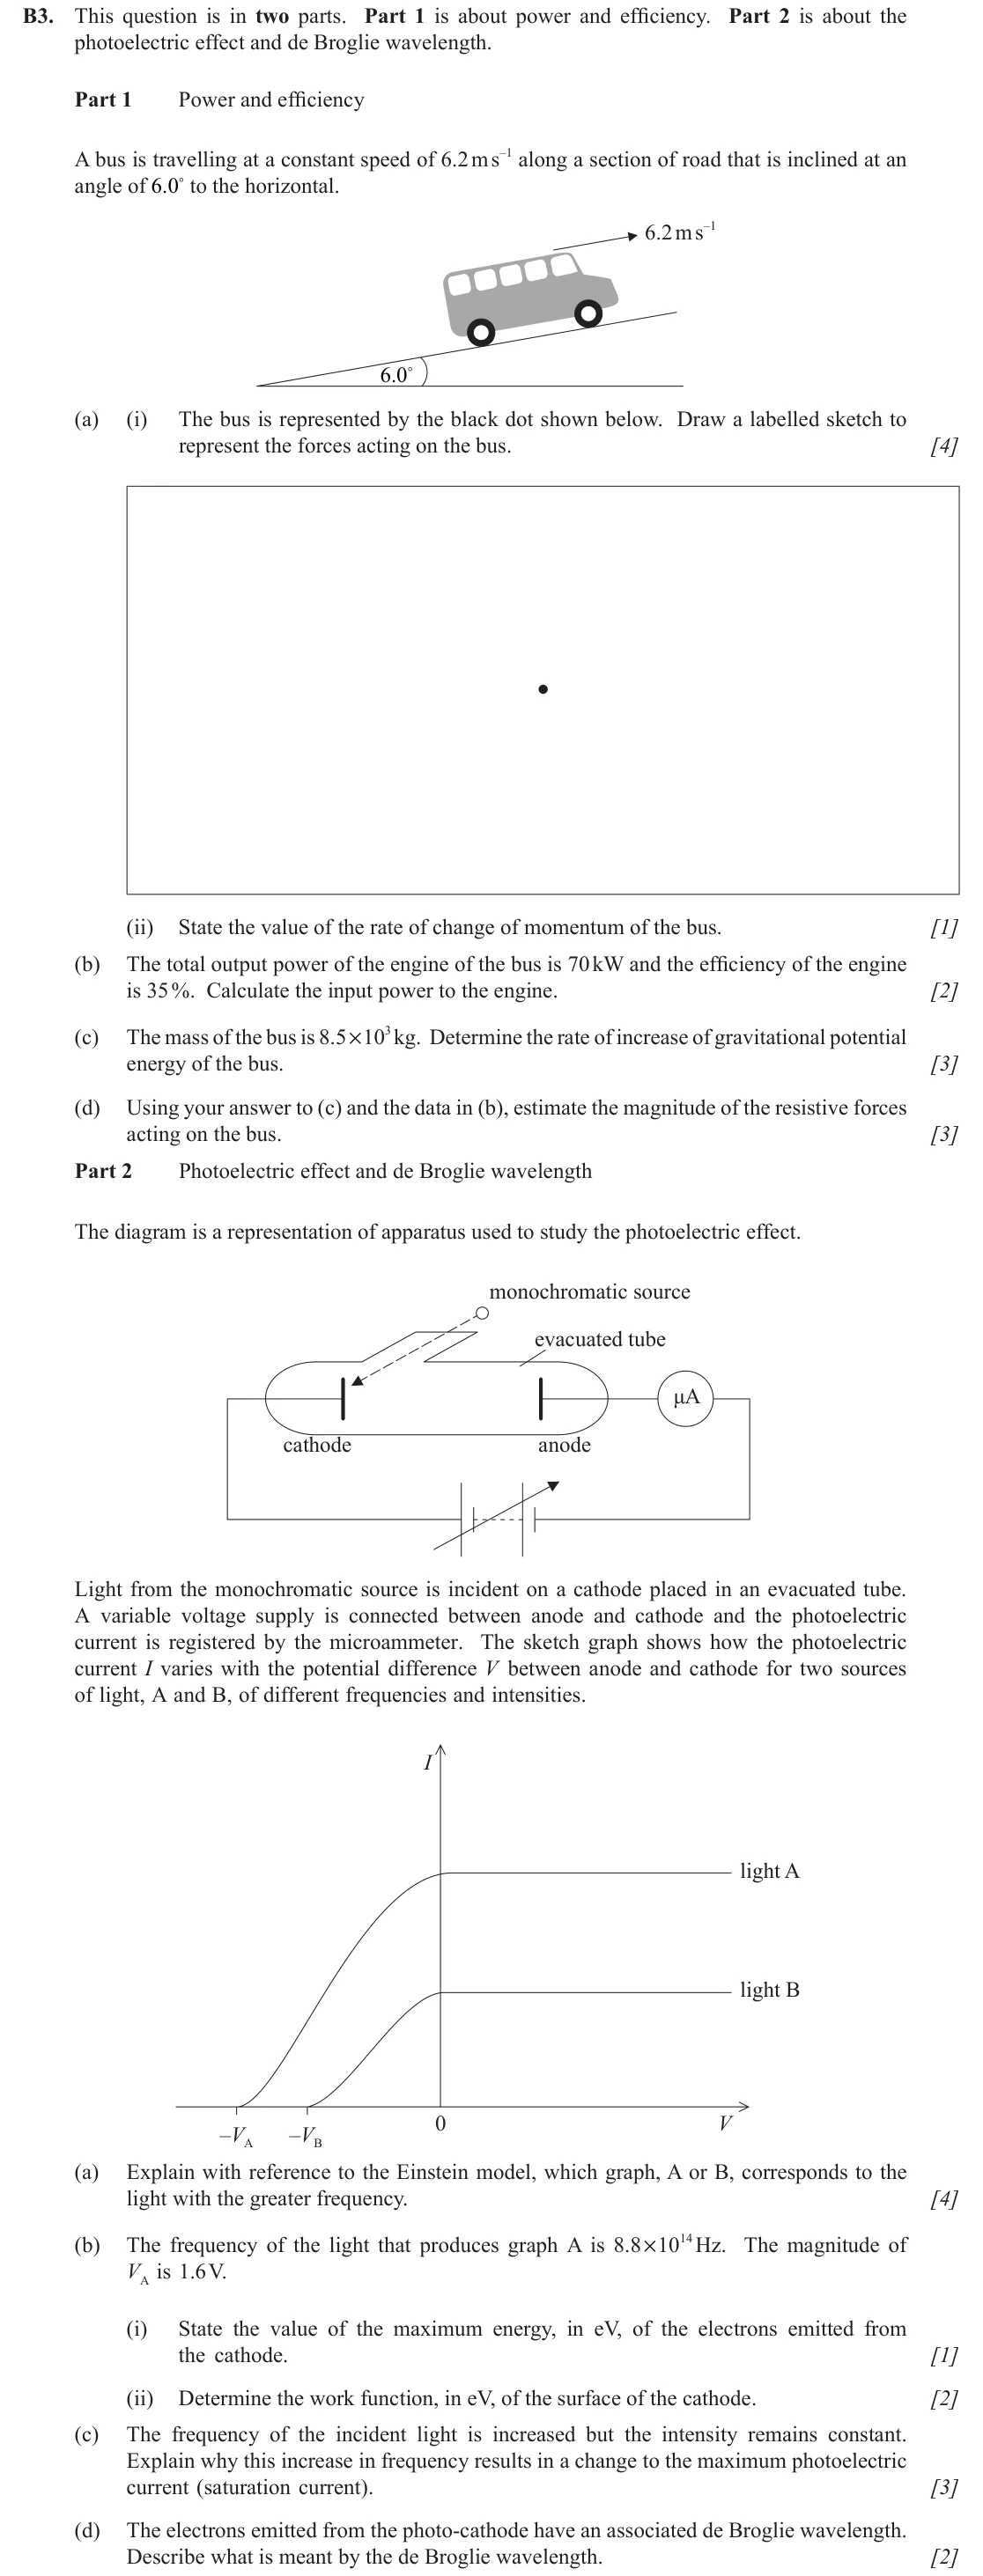 B3. This question is in two parts. Part 1 is about power and efficiency. Part 2 is about the
photoelectric effect and de Broglie wavelength.
Part 1 Power and efficiency
A bus is travelling at a constant speed of 6.2 m s⁻¹ along a section of road that is inclined at an
angle of 6.0° to the horizontal.
6.2 m s⁻¹
6.0°
(a) (i) The bus is represented by the black dot shown below. Draw a labelled sketch to
represent the forces acting on the bus. [4]
(ii) State the value of the rate of change of momentum of the bus. [1]
(b) The total output power of the engine of the bus is 70 kW and the efficiency of the engine
is 35 %. Calculate the input power to the engine. [2]
(c) The mass of the bus is 8.5×10³ kg. Determine the rate of increase of gravitational potential
energy of the bus. [3]
(d) Using your answer to (c) and the data in (b), estimate the magnitude of the resistive forces
acting on the bus. [3]
Part 2 Photoelectric effect and de Broglie wavelength
The diagram is a representation of apparatus used to study the photoelectric effect.
monochromatic source
evacuated tube
µA
cathode anode
Light from the monochromatic source is incident on a cathode placed in an evacuated tube.
A variable voltage supply is connected between anode and cathode and the photoelectric
current is registered by the microammeter. The sketch graph shows how the photoelectric
current I varies with the potential difference V between anode and cathode for two sources
of light, A and B, of different frequencies and intensities.
I
light A
light B
0 V
–V_A –V_B
(a) Explain with reference to the Einstein model, which graph, A or B, corresponds to the
light with the greater frequency. [4]
(b) The frequency of the light that produces graph A is 8.8×10¹⁴ Hz. The magnitude of
V_A is 1.6 V.
(i) State the value of the maximum energy, in eV, of the electrons emitted from
the cathode. [1]
(ii) Determine the work function, in eV, of the surface of the cathode. [2]
(c) The frequency of the incident light is increased but the intensity remains constant.
Explain why this increase in frequency results in a change to the maximum photoelectric
current (saturation current). [3]
(d) The electrons emitted from the photo-cathode have an associated de Broglie wavelength.
Describe what is meant by the de Broglie wavelength. [2]